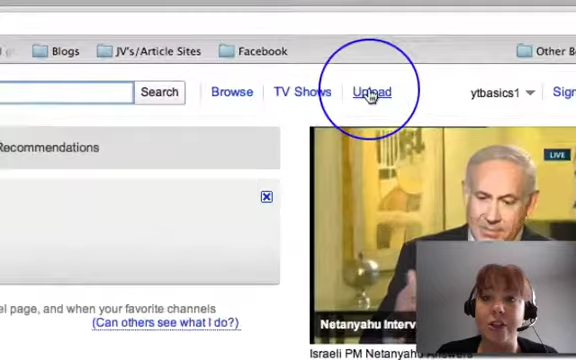 Blogs JV's/Article Sites Facebook Other B
Search Browse TV Shows Upload ytbasics1 Sign
Recommendations
LIVE
el page, and when your favorite channels
(Can others see what I do?)
Netanyahu Interv
Israeli PM Netanyahu Answers